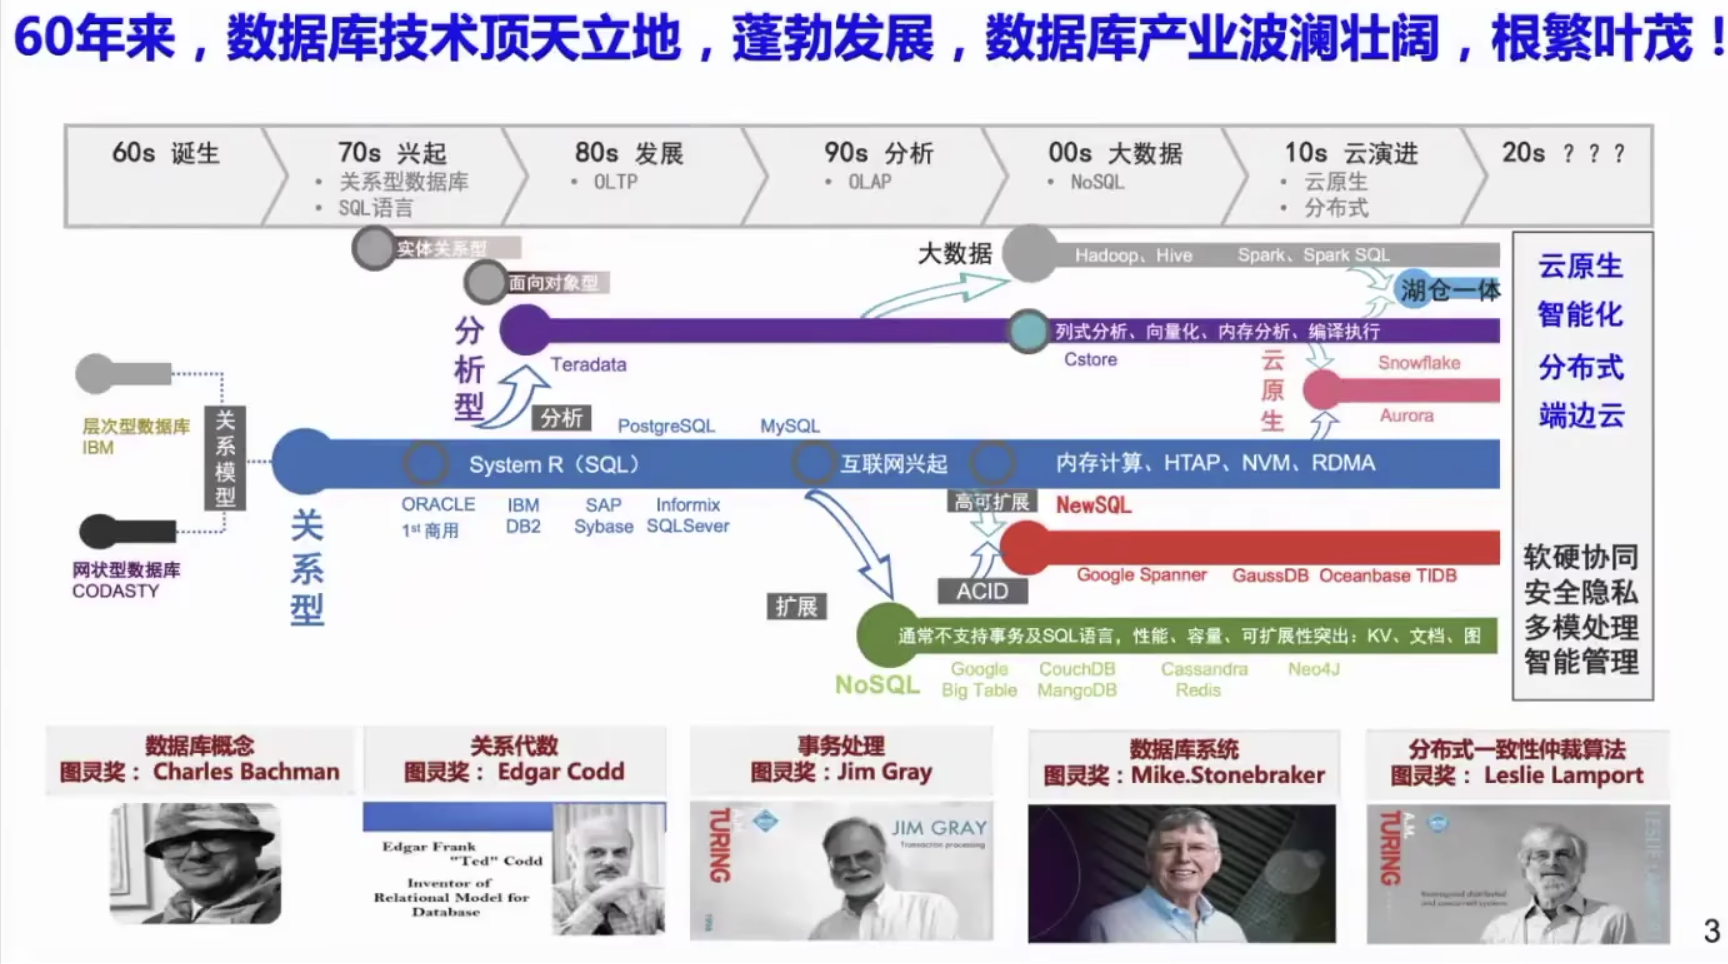 60年来，数据库技术顶天立地，蓬勃发展，数据库产业波澜壮阔，根繁叶茂！
60s 诞生
70s 兴起
• 关系型数据库
• SQL语言
80s 发展
• OLTP
90s 分析
• OLAP
00s 大数据
• NoSQL
10s 云演进
• 云原生
• 分布式
20s ？？？
实体关系型
面向对象型
大数据
Hadoop、Hive
Spark、Spark SQL
湖仓一体
分析型
列式分析、向量化、内存分析、编译执行
Teradata
Cstore
云原生
Snowflake
Aurora
层次型数据库
IBM
关系模型
网状型数据库
CODASTY
分析
PostgreSQL
MySQL
System R（SQL）
互联网兴起
内存计算、HTAP、NVM、RDMA
关系型
ORACLE
1st 商用
IBM
DB2
SAP
Sybase
Informix
SQLSever
高可扩展
NewSQL
Google Spanner
GaussDB
Oceanbase TIDB
ACID
扩展
通常不支持事务及SQL语言，性能、容量、可扩展性突出：KV、文档、图
NoSQL
Google
Big Table
CouchDB
MangoDB
Cassandra
Redis
Neo4J
云原生
智能化
分布式
端边云
软硬协同
安全隐私
多模处理
智能管理
数据库概念
图灵奖： Charles Bachman
关系代数
图灵奖： Edgar Codd
Edgar Frank
"Ted" Codd
Inventor of
Relational Model for
Database
事务处理
图灵奖：Jim Gray
A.M.
TURING
JIM GRAY
Transaction processing
1998
数据库系统
图灵奖：Mike.Stonebraker
分布式一致性仲裁算法
图灵奖： Leslie Lamport
A.M.
TURING
LESLIE LAMPORT
distributed
and concurrent systems
3